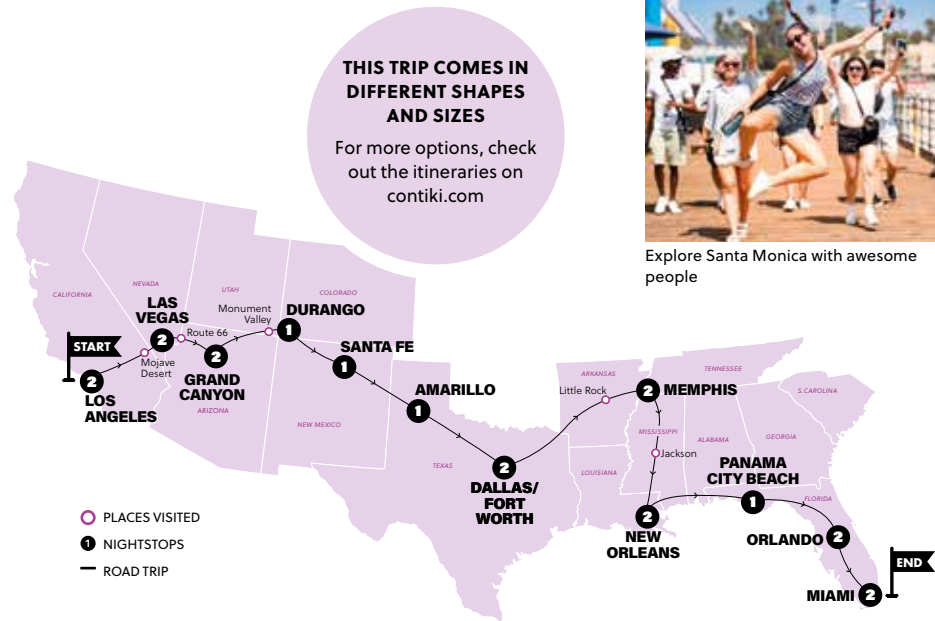 THIS TRIP COMES IN
DIFFERENT SHAPES
AND SIZES
For more options, check
out the itineraries on
contiki.com
Explore Santa Monica with awesome
people
CALIFORNIA
NEVADA
UTAH
COLORADO
ARIZONA
NEW MEXICO
TEXAS
ARKANSAS
LOUISIANA
TENNESSEE
MISSISSIPPI
ALABAMA
GEORGIA
S.CAROLINA
FLORIDA
START
2
LOS
ANGELES
Mojave
Desert
LAS
VEGAS
2
Route 66
2
GRAND
CANYON
Monument
Valley
DURANGO
1
SANTA FE
1
AMARILLO
1
2
DALLAS/
FORT
WORTH
Little Rock
2
MEMPHIS
Jackson
2
NEW
ORLEANS
PANAMA
CITY BEACH
1
ORLANDO
2
MIAMI
2
END
PLACES VISITED
1
NIGHTSTOPS
ROAD TRIP